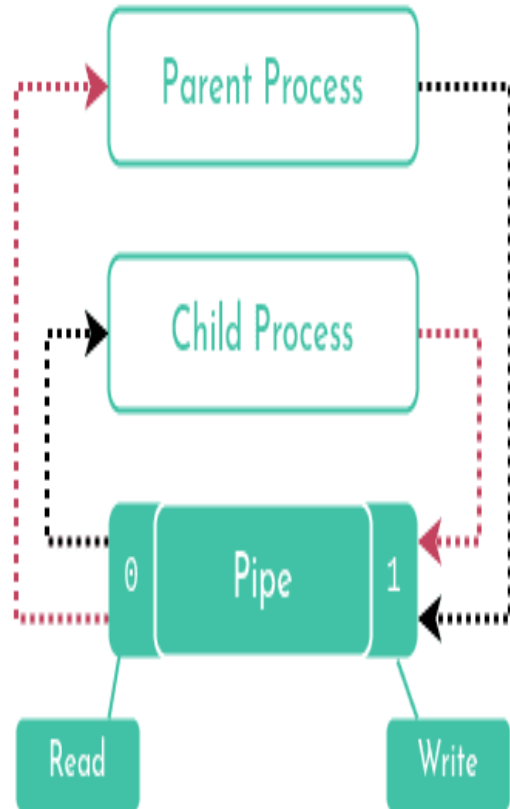 Parent Process
Child Process
0 Pipe 1
Read Write